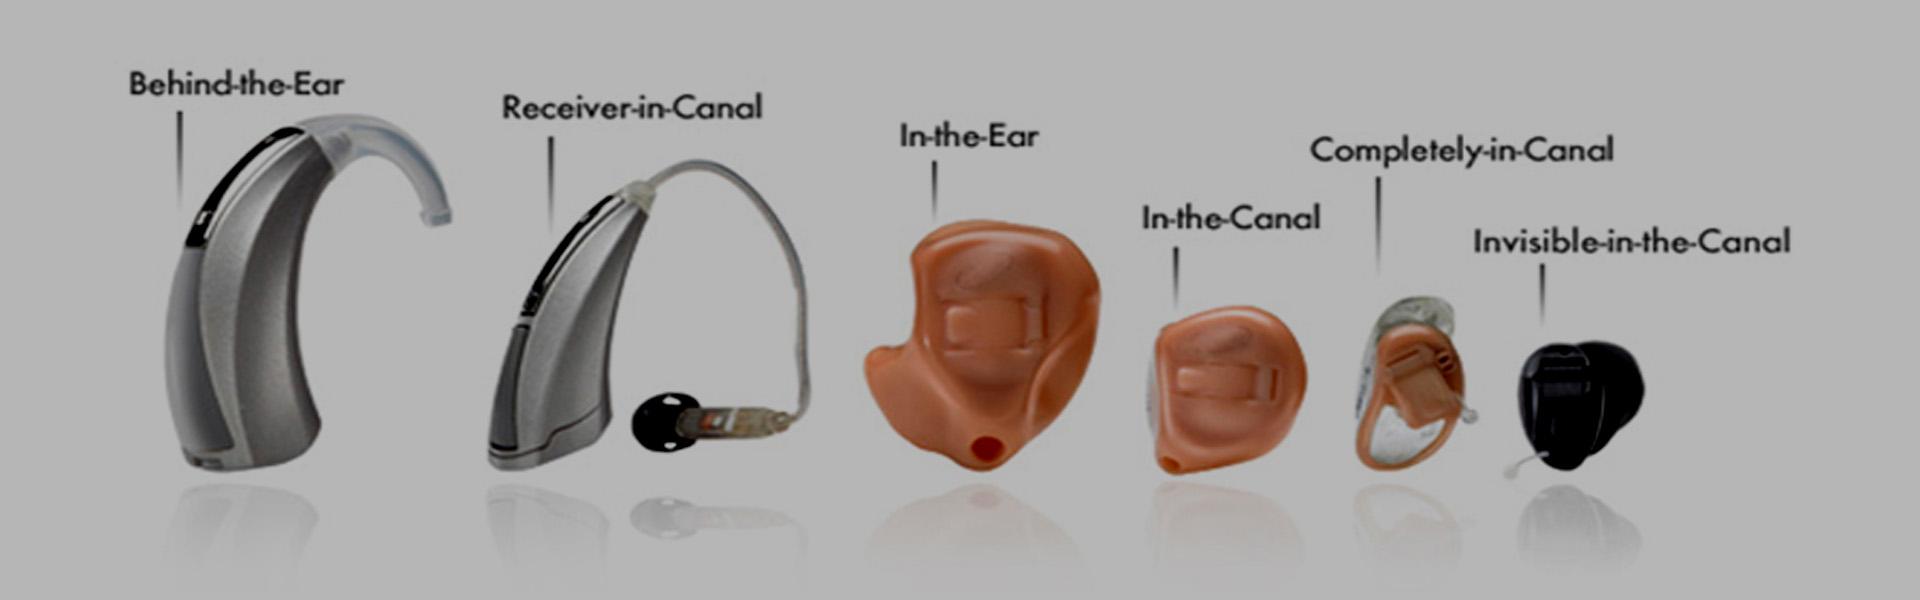 Behind-the-Ear
Receiver-in-Canal
In-the-Ear
In-the-Canal
Completely-in-Canal
Invisible-in-the-Canal